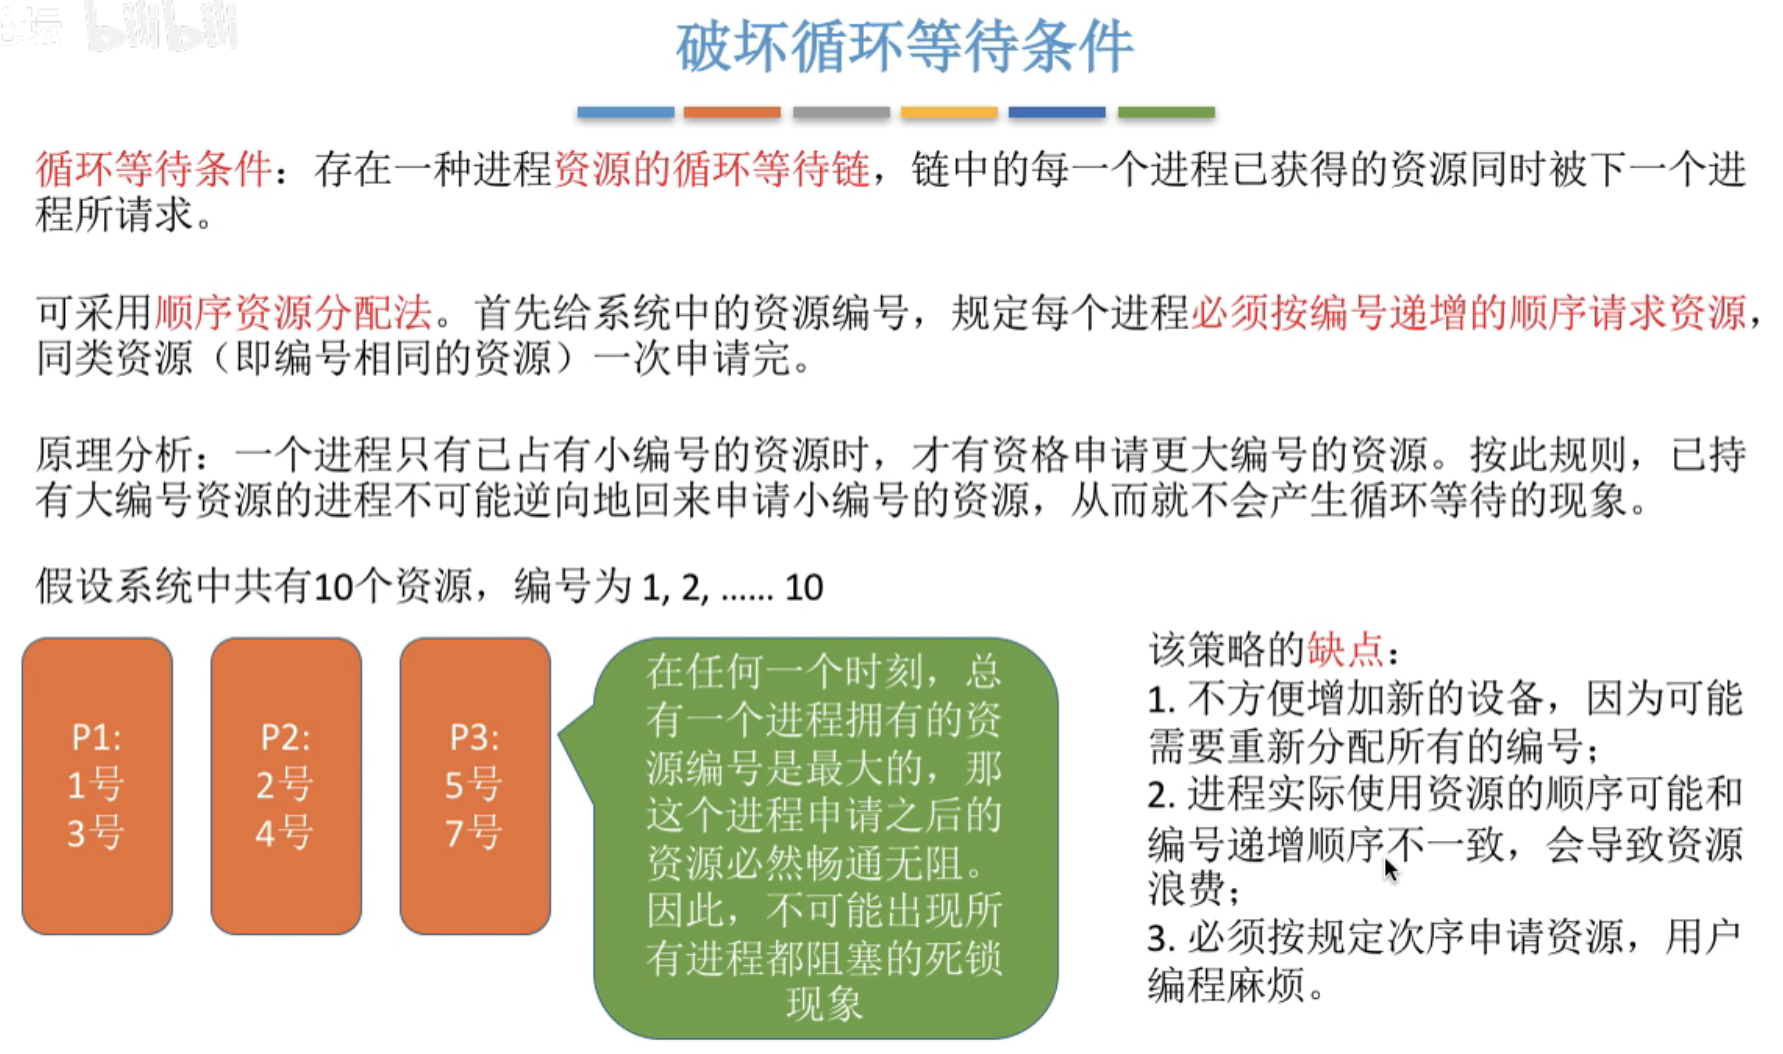 论坛 bilibili
破坏循环等待条件
循环等待条件：存在一种进程资源的循环等待链，链中的每一个进程已获得的资源同时被下一个进
程所请求。
可采用顺序资源分配法。首先给系统中的资源编号，规定每个进程必须按编号递增的顺序请求资源，
同类资源（即编号相同的资源）一次申请完。
原理分析：一个进程只有已占有小编号的资源时，才有资格申请更大编号的资源。按此规则，已持
有大编号资源的进程不可能逆向地回来申请小编号的资源，从而就不会产生循环等待的现象。
假设系统中共有10个资源，编号为 1, 2, …… 10
P1:
1号
3号
P2:
2号
4号
P3:
5号
7号
在任何一个时刻，总
有一个进程拥有的资
源编号是最大的，那
这个进程申请之后的
资源必然畅通无阻。
因此，不可能出现所
有进程都阻塞的死锁
现象
该策略的缺点：
1. 不方便增加新的设备，因为可能
需要重新分配所有的编号；
2. 进程实际使用资源的顺序可能和
编号递增顺序不一致，会导致资源
浪费；
3. 必须按规定次序申请资源，用户
编程麻烦。